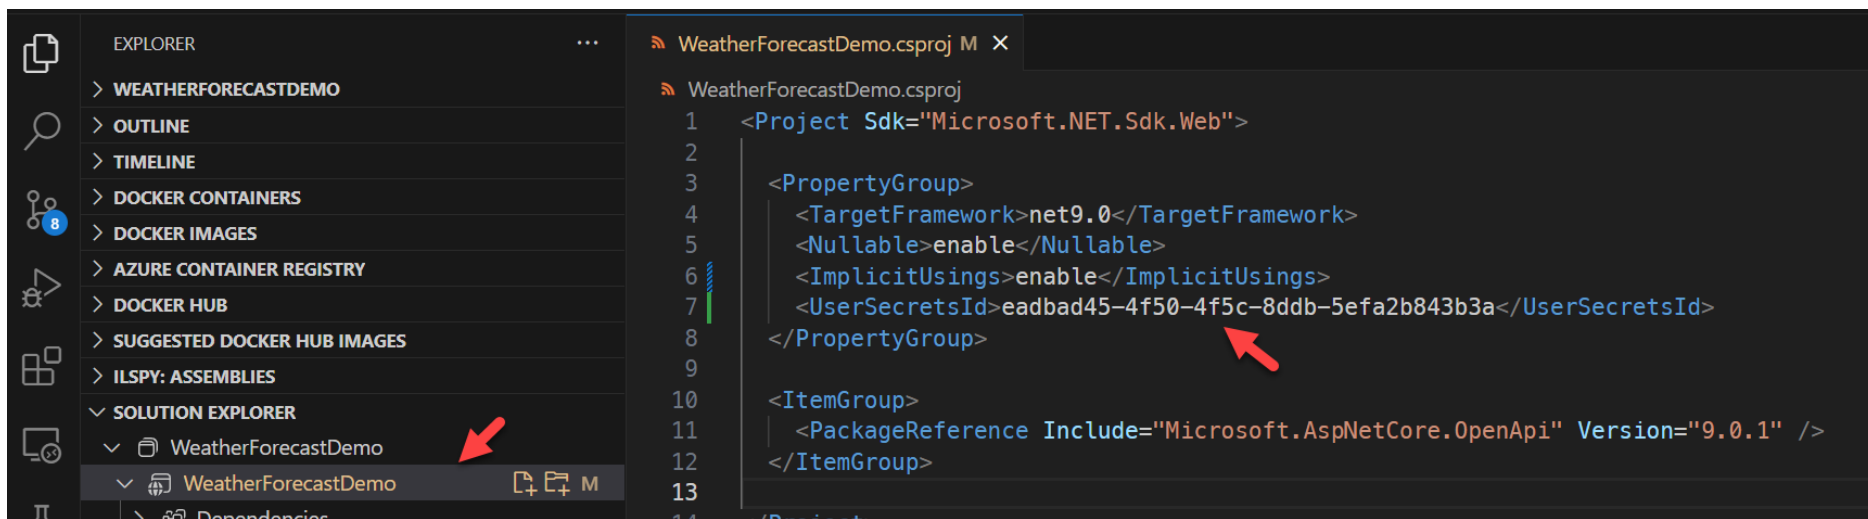 EXPLORER
WEATHERFORECASTDEMO
OUTLINE
TIMELINE
DOCKER CONTAINERS
DOCKER IMAGES
AZURE CONTAINER REGISTRY
DOCKER HUB
SUGGESTED DOCKER HUB IMAGES
ILSPY: ASSEMBLIES
SOLUTION EXPLORER
WeatherForecastDemo
WeatherForecastDemo M
Dependencies
8
WeatherForecastDemo.csproj M
WeatherForecastDemo.csproj
1 <Project Sdk="Microsoft.NET.Sdk.Web">
2
3 <PropertyGroup>
4 <TargetFramework>net9.0</TargetFramework>
5 <Nullable>enable</Nullable>
6 <ImplicitUsings>enable</ImplicitUsings>
7 <UserSecretsId>eadbad45-4f50-4f5c-8ddb-5efa2b843b3a</UserSecretsId>
8 </PropertyGroup>
9
10 <ItemGroup>
11 <PackageReference Include="Microsoft.AspNetCore.OpenApi" Version="9.0.1" />
12 </ItemGroup>
13
14 </Project>